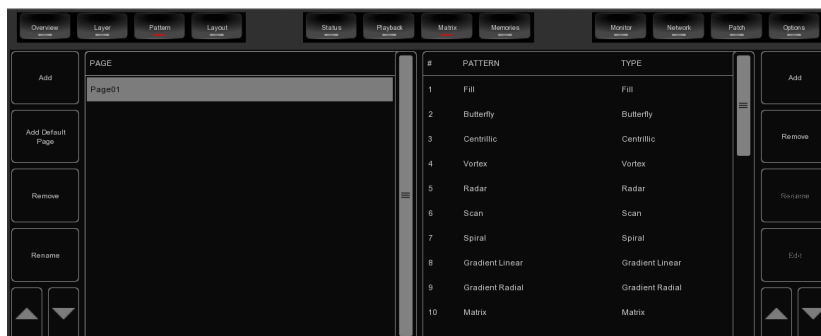 Overview Layer Pattern Layout Status Playback Matrix Memories Monitor Network Patch Options
Add
Add Default
Page
Remove
Rename
PAGE
Page01
# PATTERN TYPE
1 Fill Fill
2 Butterfly Butterfly
3 Centrillic Centrillic
4 Vortex Vortex
5 Radar Radar
6 Scan Scan
7 Spiral Spiral
8 Gradient Linear Gradient Linear
9 Gradient Radial Gradient Radial
10 Matrix Matrix
Add
Remove
Rename
Edit